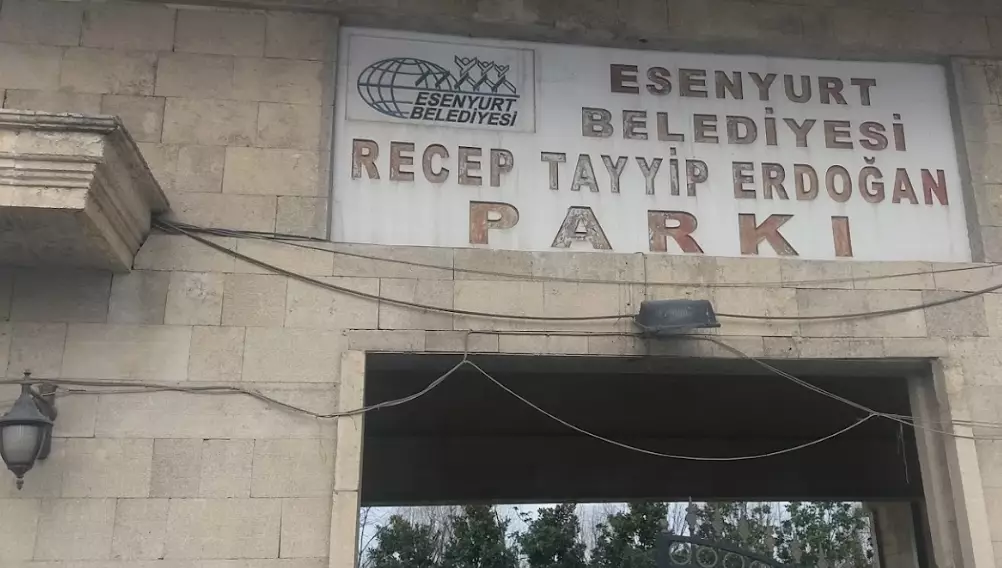 ESENYURT
BELEDİYESİ
ESENYURT
BELEDİYESİ
RECEP TAYYİP ERDOĞAN
PARKI